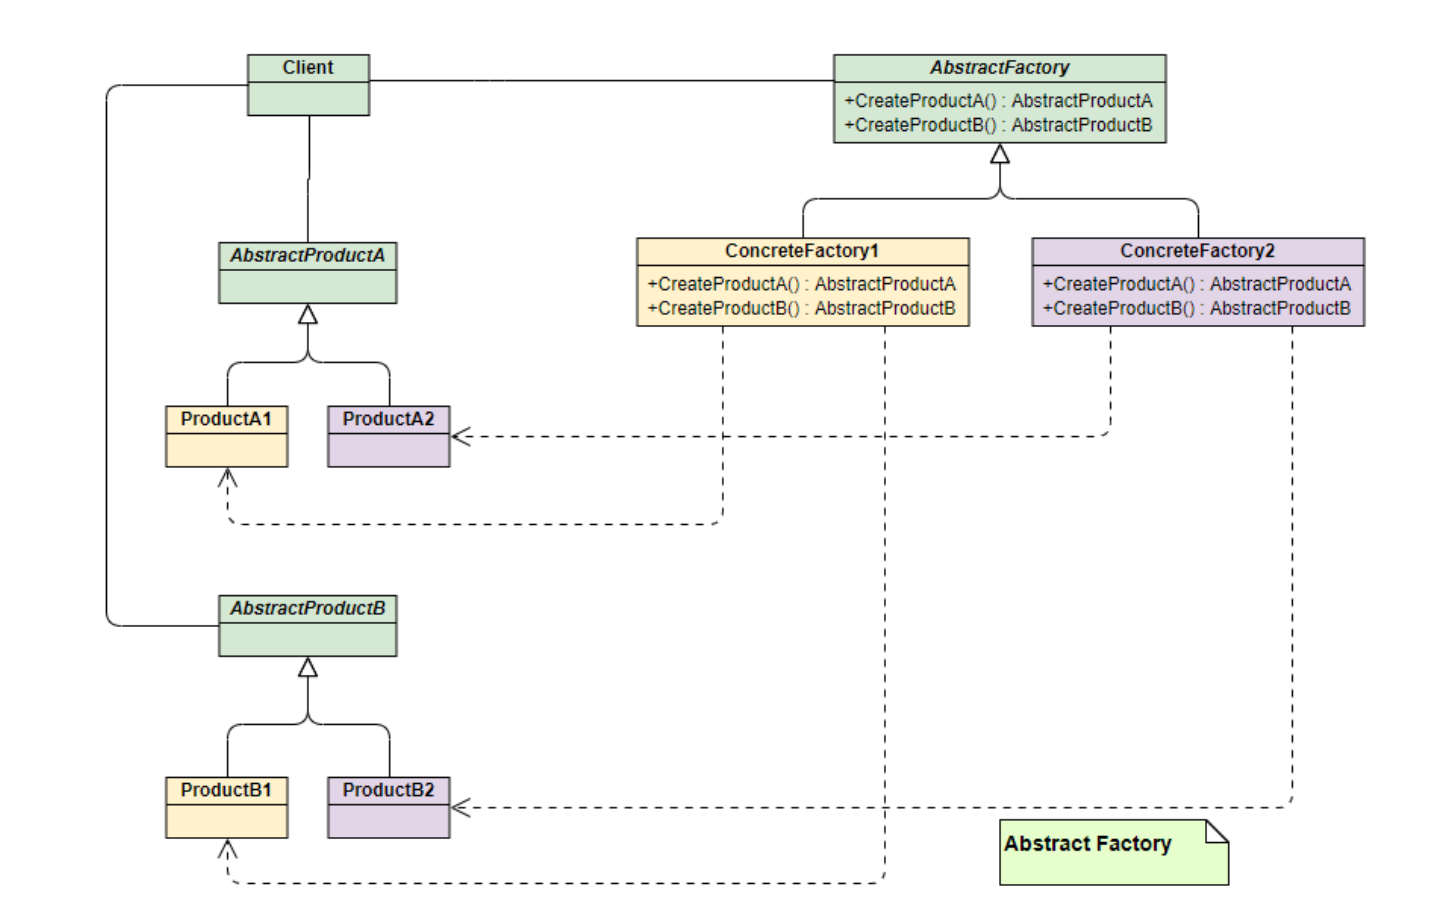 Client
AbstractFactory
+CreateProductA() : AbstractProductA
+CreateProductB() : AbstractProductB
AbstractProductA
ConcreteFactory1
+CreateProductA() : AbstractProductA
+CreateProductB() : AbstractProductB
ConcreteFactory2
+CreateProductA() : AbstractProductA
+CreateProductB() : AbstractProductB
ProductA1
ProductA2
AbstractProductB
ProductB1
ProductB2
Abstract Factory